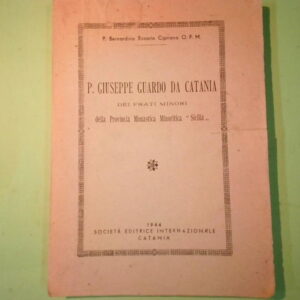 P. Bernardino Rosario Cipriano O. F. M.
P. GIUSEPPE GUARDO DA CATANIA
DEI FRATI MINORI
della Provincia Monastica Minoritica " Sicilia „
1944
SOCIETÀ EDITRICE INTERNAZIONALE
CATANIA